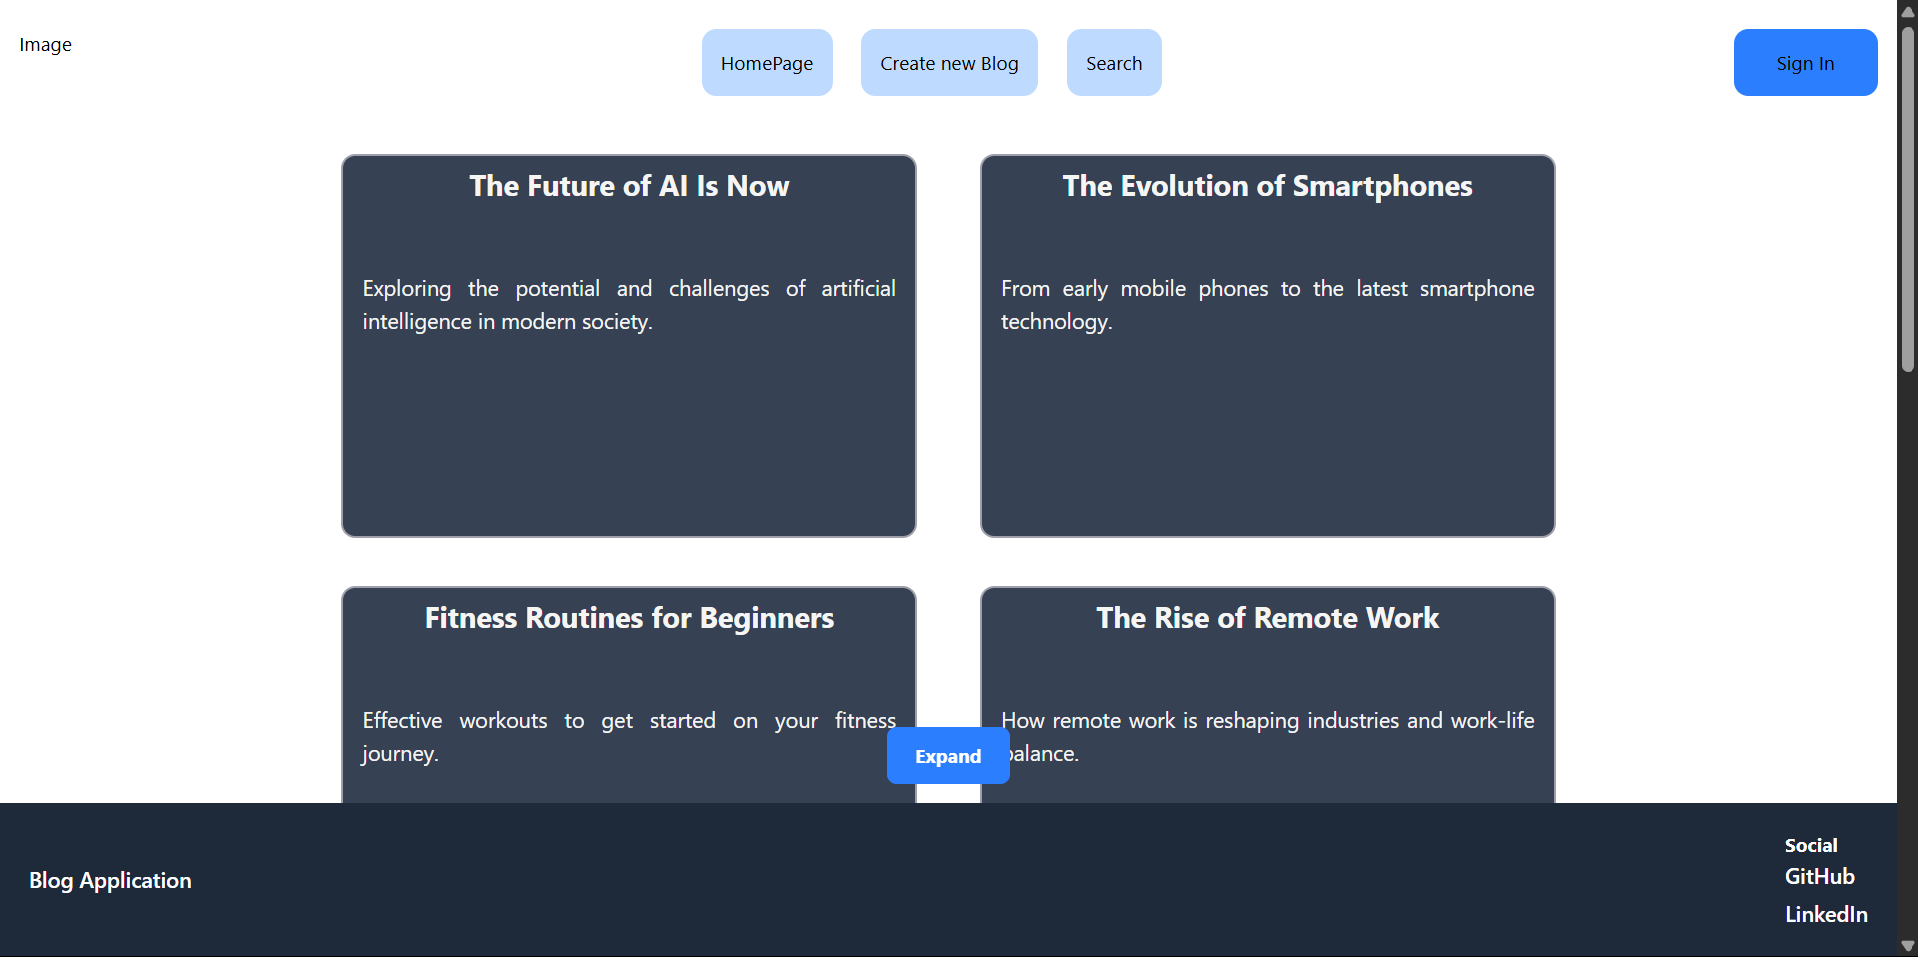 Image
HomePage
Create new Blog
Search
Sign In
The Future of AI Is Now
Exploring the potential and challenges of artificial
intelligence in modern society.
The Evolution of Smartphones
From early mobile phones to the latest smartphone
technology.
Fitness Routines for Beginners
Effective workouts to get started on your fitness
journey.
The Rise of Remote Work
How remote work is reshaping industries and work-life
balance.
Expand
Blog Application
Social
GitHub
LinkedIn